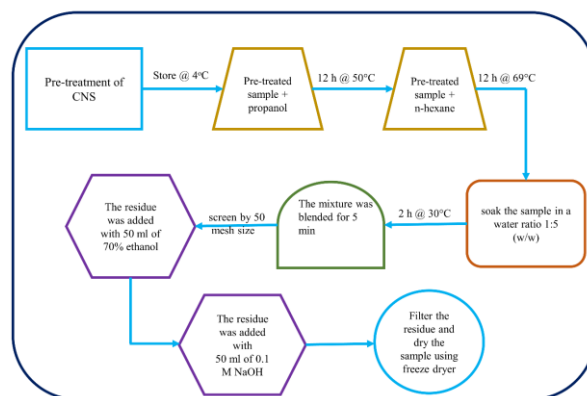 Pre-treatment of
CNS
Store @ 4°C
Pre-treated
sample +
propanol
12 h @ 50°C
Pre-treated
sample +
n-hexane
12 h @ 69°C
soak the sample in a
water ratio 1:5
(w/w)
2 h @ 30°C
The mixture was
blended for 5
min
screen by 50
mesh size
The residue
was added
with 50 ml of
70% ethanol
The residue
was added
with
50 ml of 0.1
M NaOH
Filter the
residue and
dry the
sample using
freeze dryer